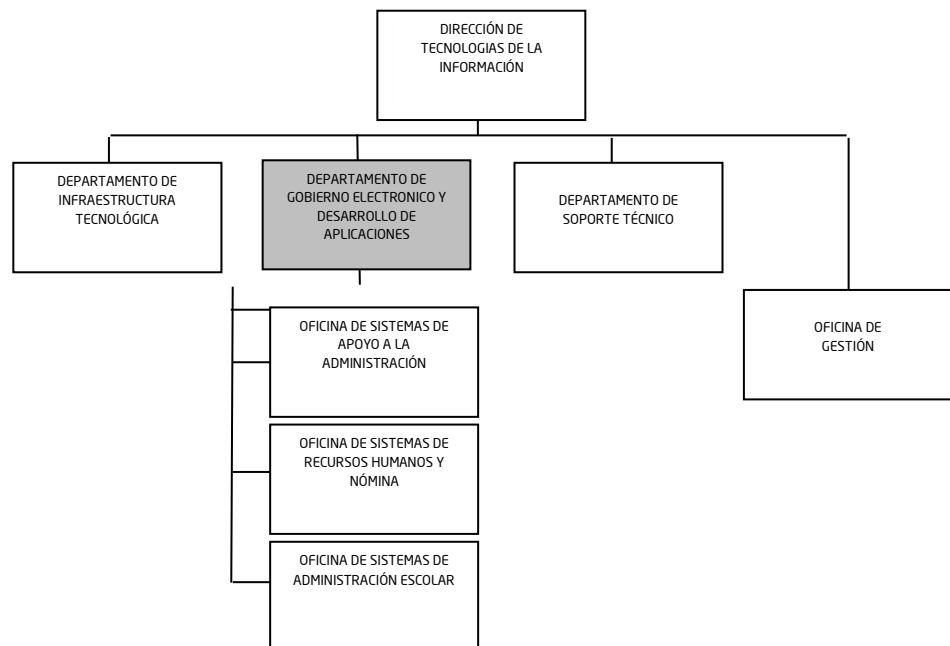 DIRECCIÓN DE
TECNOLOGIAS DE LA
INFORMACIÓN
DEPARTAMENTO DE
INFRAESTRUCTURA
TECNOLÓGICA
DEPARTAMENTO DE
GOBIERNO ELECTRONICO Y
DESARROLLO DE
APLICACIONES
DEPARTAMENTO DE
SOPORTE TÉCNICO
OFICINA DE
GESTIÓN
OFICINA DE SISTEMAS DE
APOYO A LA
ADMINISTRACIÓN
OFICINA DE SISTEMAS DE
RECURSOS HUMANOS Y
NÓMINA
OFICINA DE SISTEMAS DE
ADMINISTRACIÓN ESCOLAR